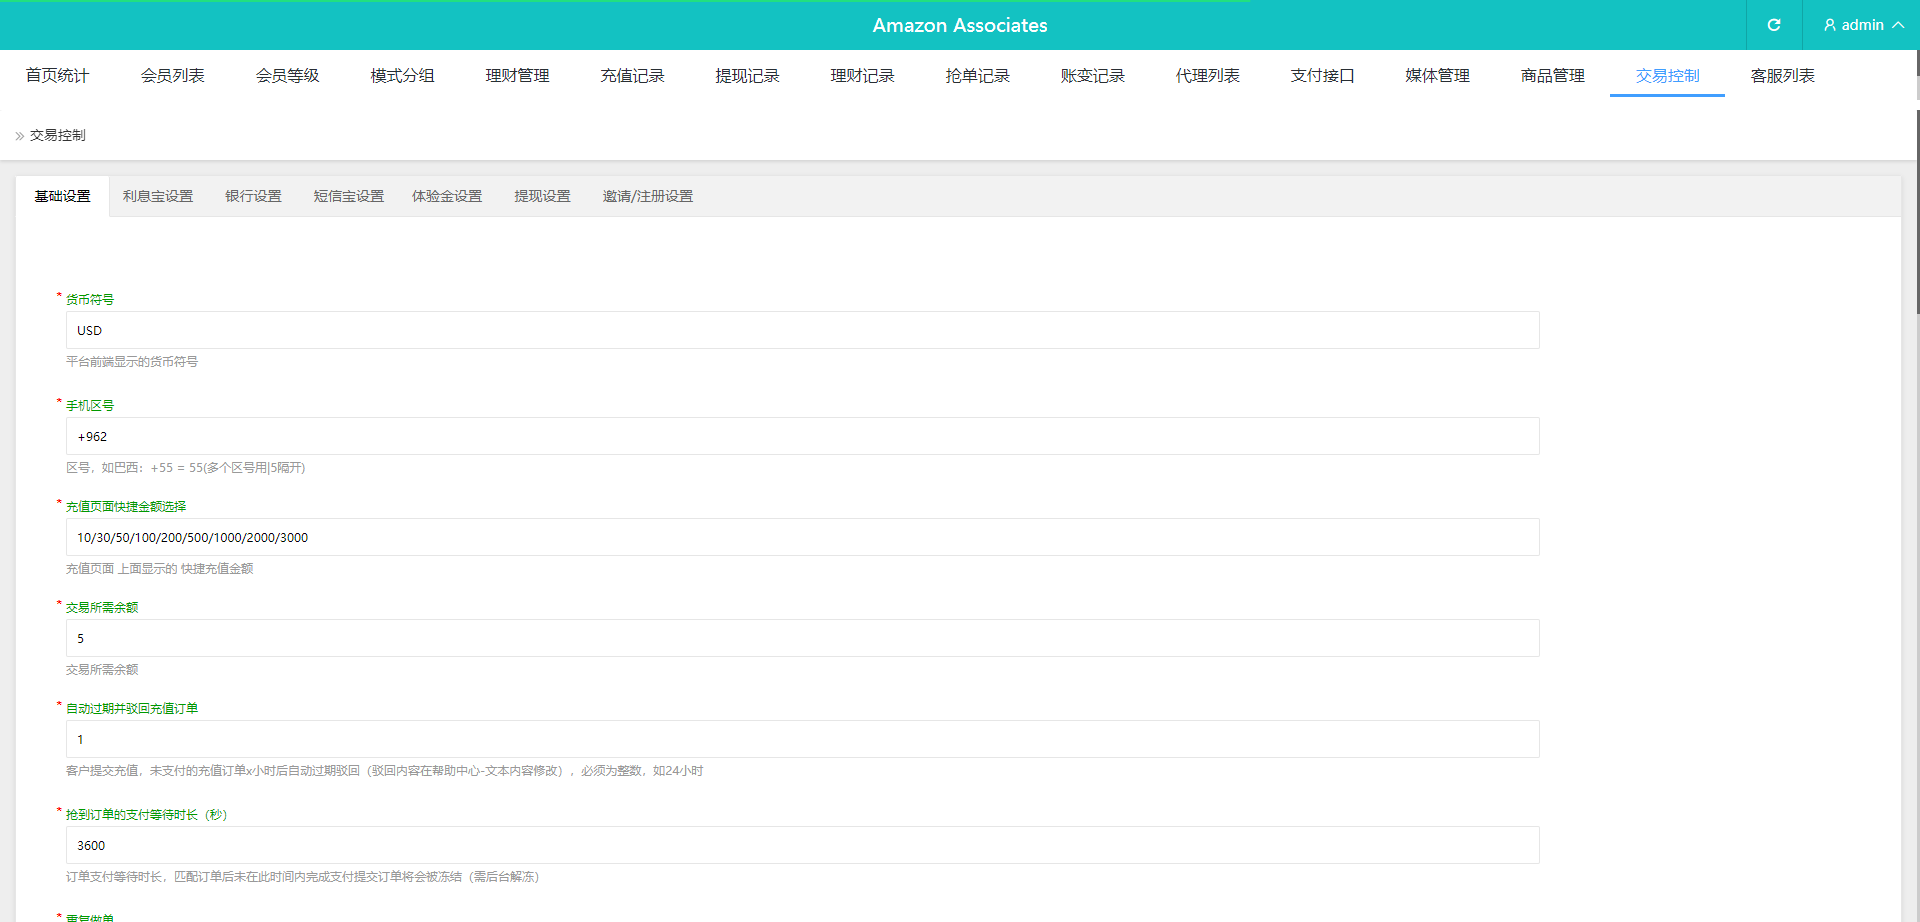 Amazon Associates
admin
首页统计 会员列表 会员等级 模式分组 理财管理 充值记录 提现记录 理财记录 抢单记录 账变记录 代理列表 支付接口 媒体管理 商品管理 交易控制 客服列表
» 交易控制
基础设置 利息宝设置 银行设置 短信宝设置 体验金设置 提现设置 邀请/注册设置
* 货币符号
USD
平台前端显示的货币符号
* 手机区号
+962
区号，如巴西：+55 = 55(多个区号用|5隔开)
* 充值页面快捷金额选择
10/30/50/100/200/500/1000/2000/3000
充值页面 上面显示的 快捷充值金额
* 交易所需余额
5
交易所需余额
* 自动过期并驳回充值订单
1
客户提交充值，未支付的充值订单x小时后自动过期驳回（驳回内容在帮助中心-文本内容修改），必须为整数，如24小时
* 抢到订单的支付等待时长（秒）
3600
订单支付等待时长，匹配订单后未在此时间内完成支付提交订单将会被冻结（需后台解冻）
* 重复做单